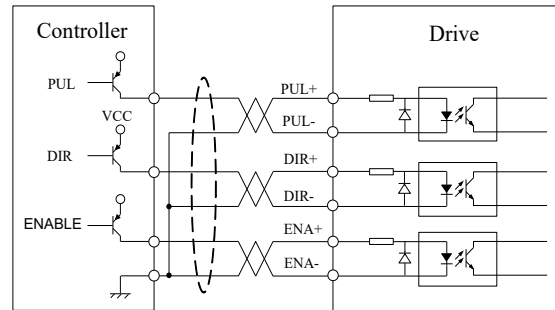 Controller
Drive
PUL
PUL+
VCC
PUL-
DIR
DIR+
DIR-
ENABLE
ENA+
ENA-